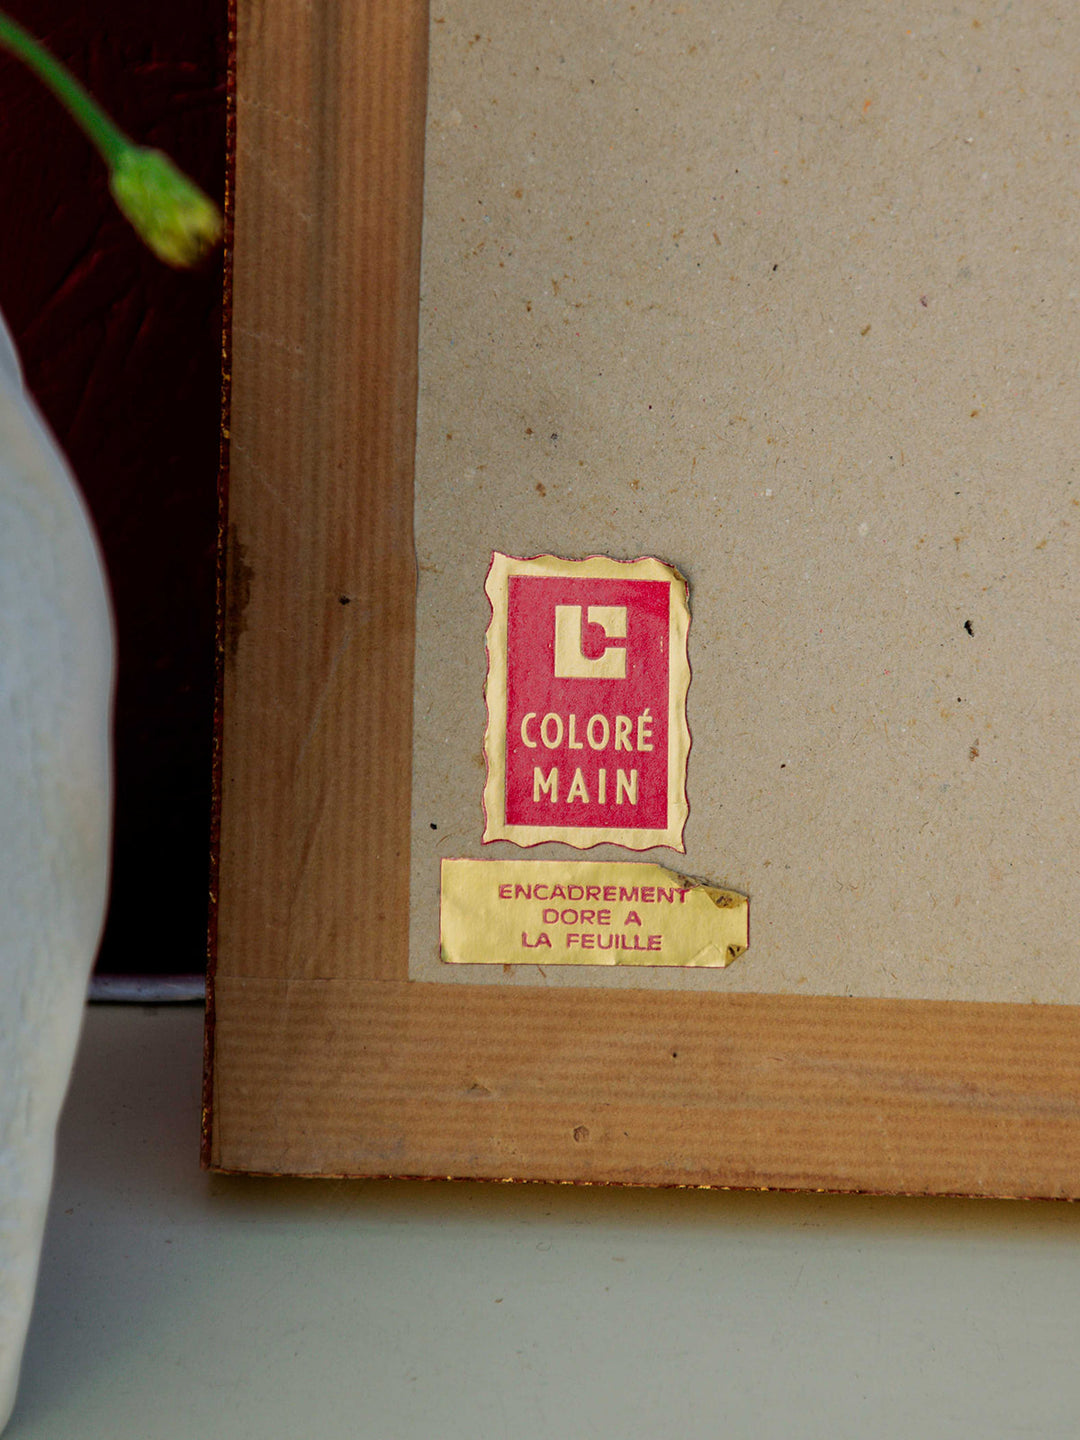 COLORÉ
MAIN
ENCADREMENT
DORE A
LA FEUILLE